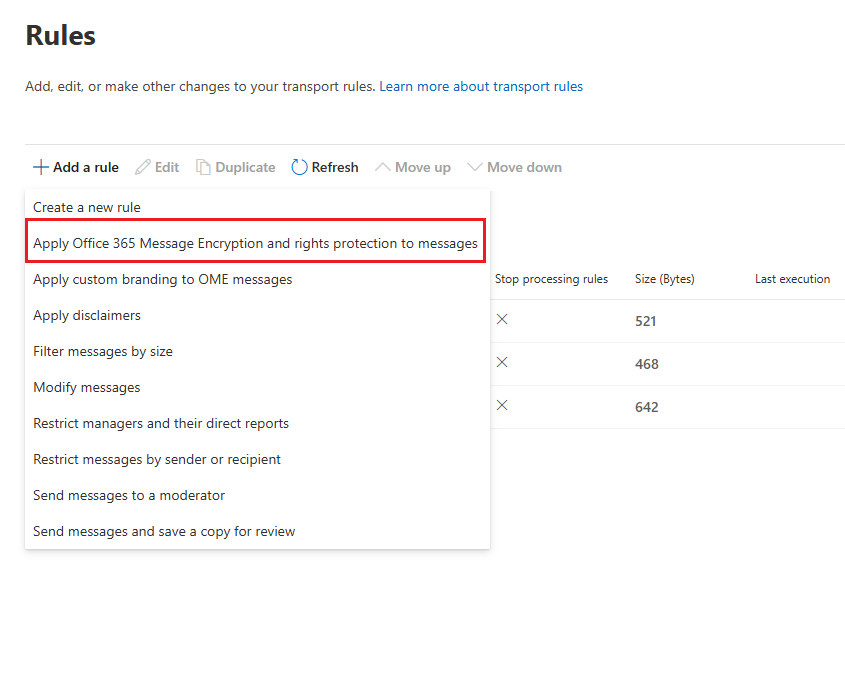 Rules
Add, edit, or make other changes to your transport rules. Learn more about transport rules
Add a rule Edit Duplicate Refresh Move up Move down
Create a new rule
Apply Office 365 Message Encryption and rights protection to messages
Apply custom branding to OME messages Stop processing rules Size (Bytes) Last execution
Apply disclaimers 521
Filter messages by size 468
Modify messages 642
Restrict managers and their direct reports
Restrict messages by sender or recipient
Send messages to a moderator
Send messages and save a copy for review